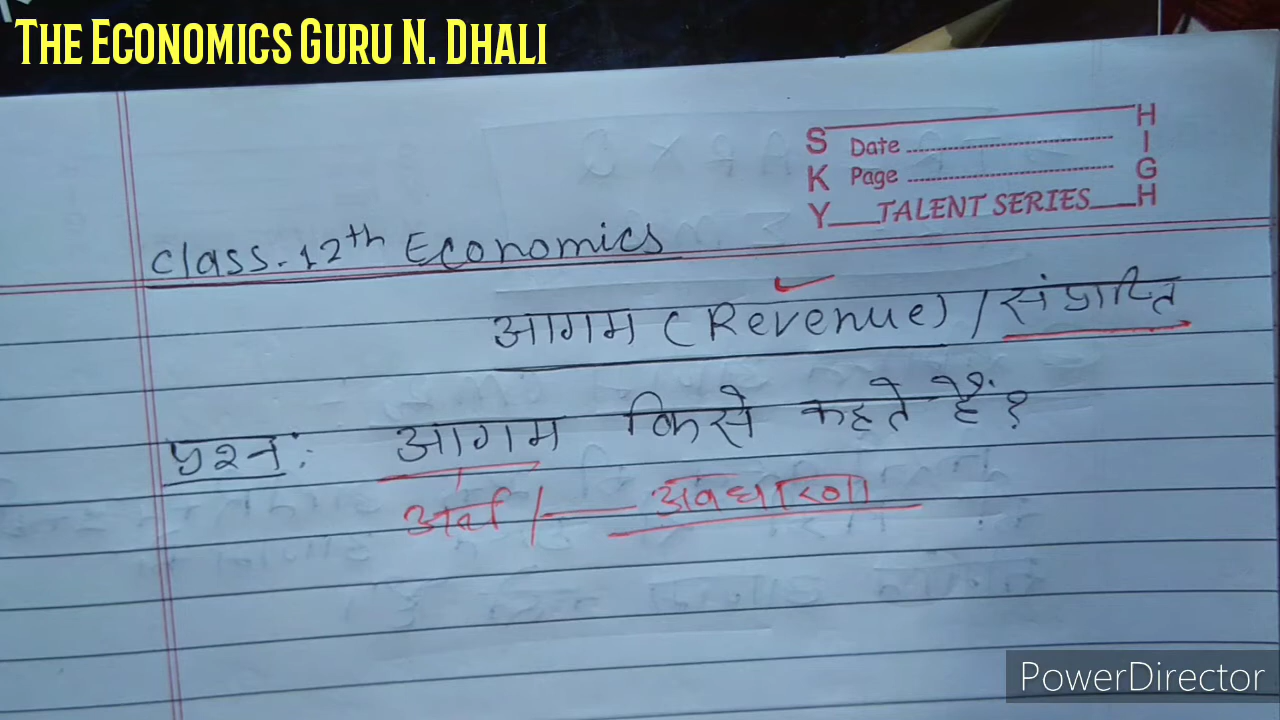 THE ECONOMICS GURU N. DHALI
S H
Date
I
K Page
G
Y TALENT SERIES H
Class. 12th Economics
आगम (Revenue) / संप्राप्ति
प्रश्न: आगम किसे कहते हैं?
अर्थ / अवधारणा
PowerDirector